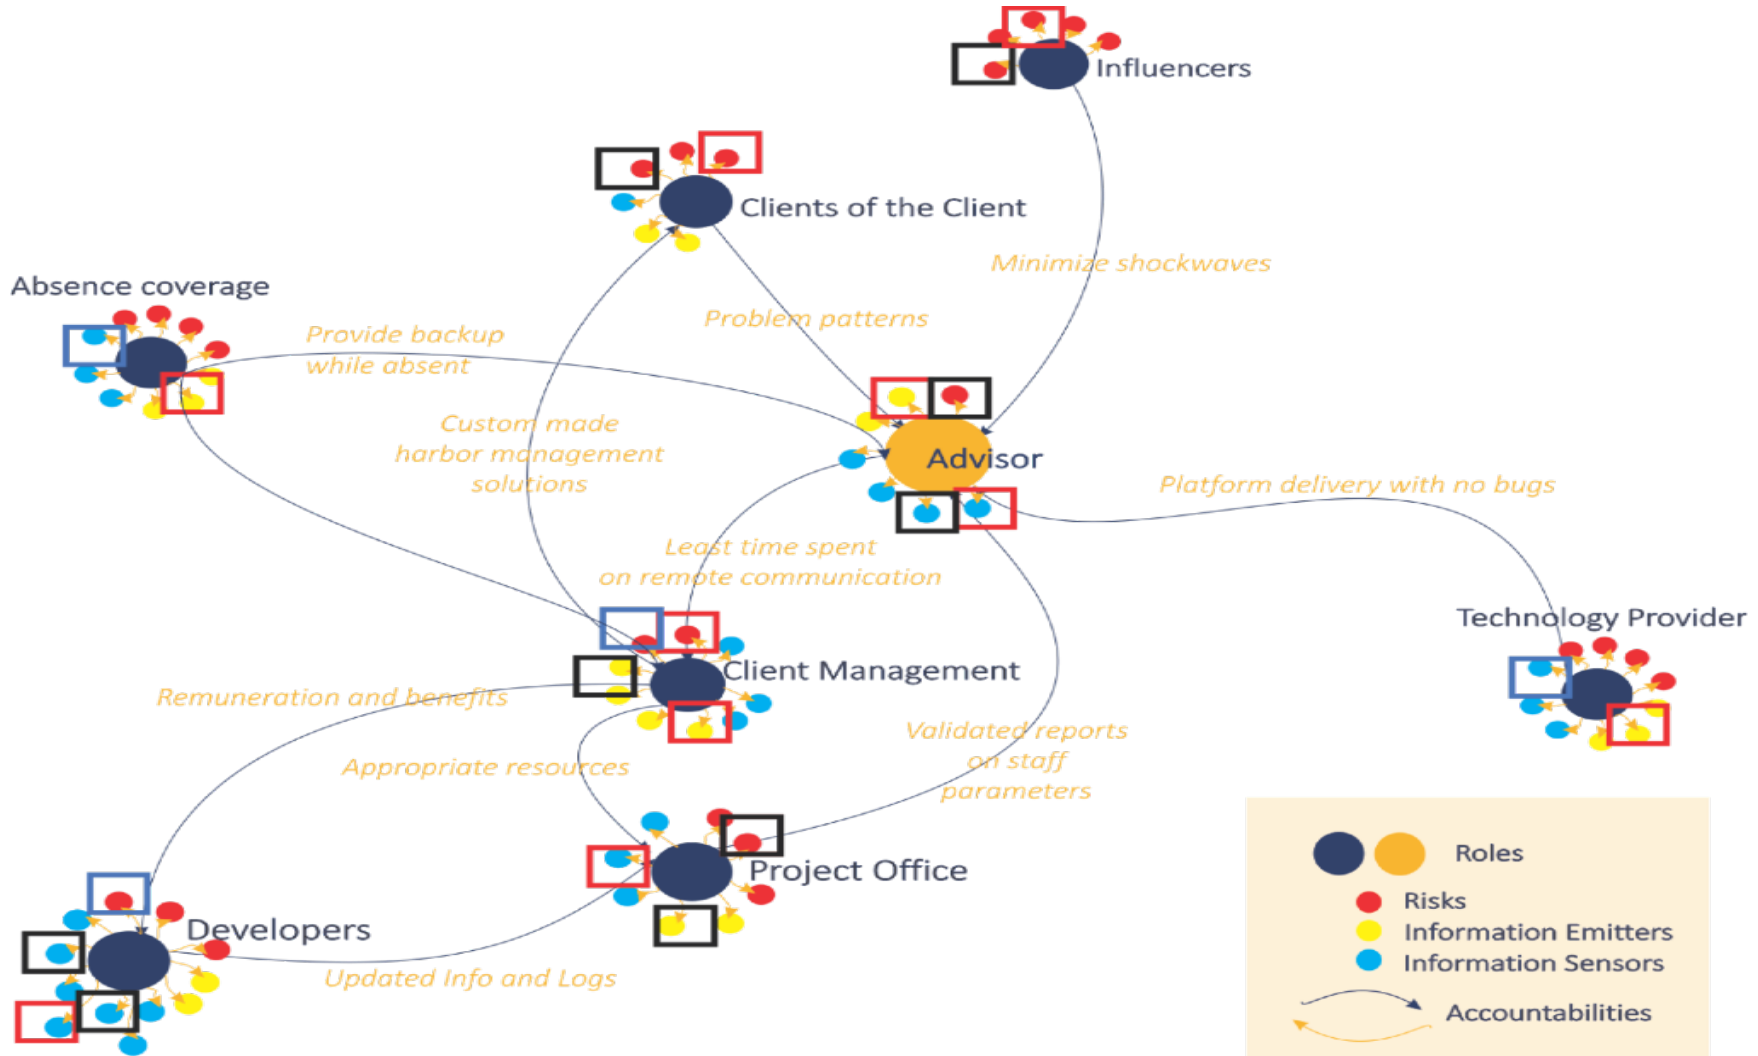 Influencers
Clients of the Client
Minimize shockwaves
Absence coverage
Provide backup
while absent
Problem patterns
Custom made
harbor management
solutions
Advisor
Platform delivery with no bugs
Least time spent
on remote communication
Technology Provider
Client Management
Remuneration and benefits
Validated reports
on staff
parameters
Appropriate resources
Project Office
Developers
Updated Info and Logs
Roles
Risks
Information Emitters
Information Sensors
Accountabilities